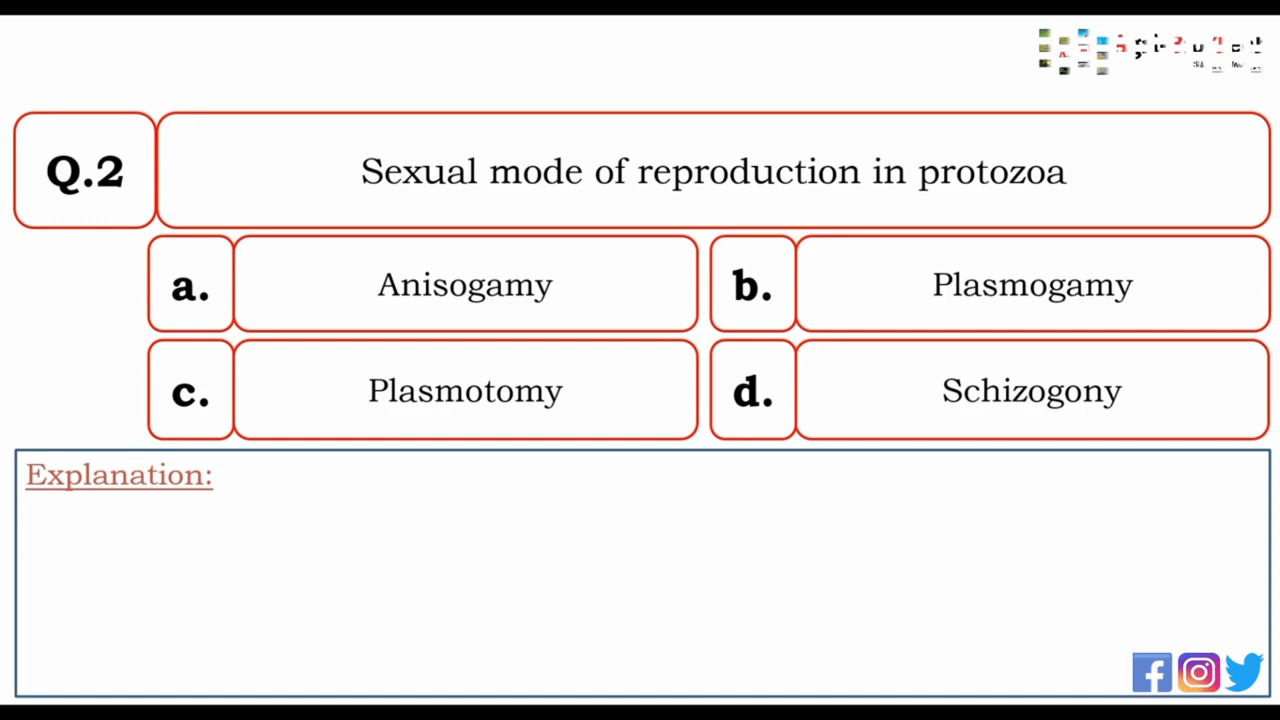 Q.2
Sexual mode of reproduction in protozoa
a.
Anisogamy
b.
Plasmogamy
c.
Plasmotomy
d.
Schizogony
Explanation: